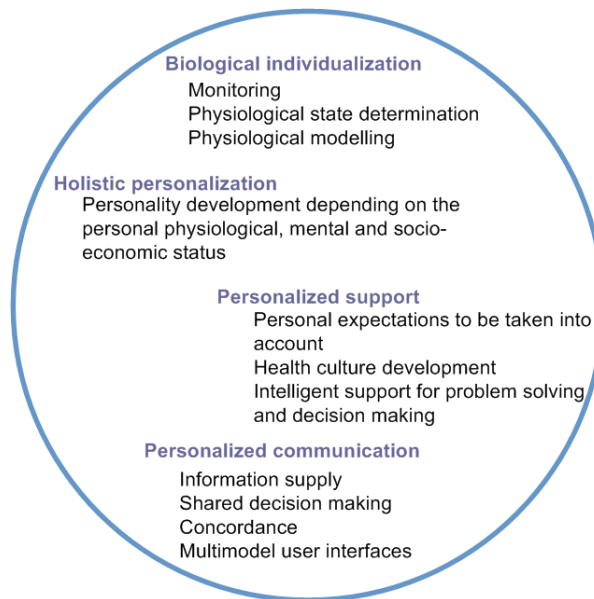 Biological individualization
Monitoring
Physiological state determination
Physiological modelling
Holistic personalization
Personality development depending on the
personal physiological, mental and socio-
economic status
Personalized support
Personal expectations to be taken into
account
Health culture development
Intelligent support for problem solving
and decision making
Personalized communication
Information supply
Shared decision making
Concordance
Multimodel user interfaces